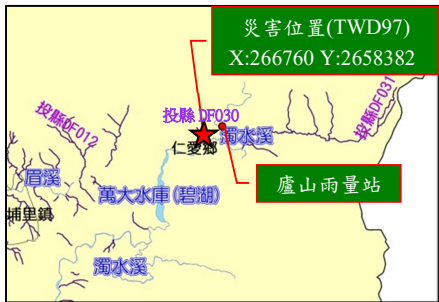 災害位置(TWD97)
X:266760 Y:2658382
投縣DF031
投縣DF030
投縣DF012
濁水溪
仁愛鄉
眉溪
廬山雨量站
萬大水庫(碧湖)
埔里鎮
濁水溪